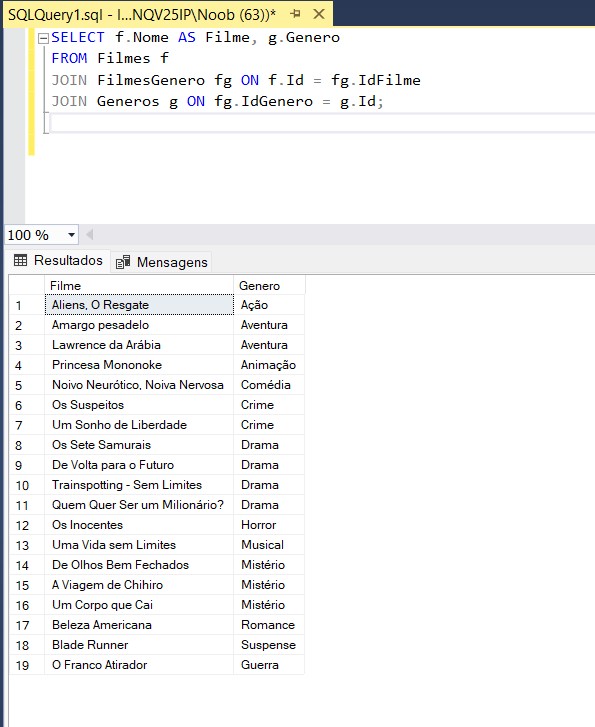 SQLQuery1.sql - I...NQV25IP\Noob (63))*
SELECT f.Nome AS Filme, g.Genero
FROM Filmes f
JOIN FilmesGenero fg ON f.Id = fg.IdFilme
JOIN Generos g ON fg.IdGenero = g.Id;
100 %
Resultados Mensagens
Filme Genero
1 Aliens, O Resgate Ação
2 Amargo pesadelo Aventura
3 Lawrence da Arábia Aventura
4 Princesa Mononoke Animação
5 Noivo Neurótico, Noiva Nervosa Comédia
6 Os Suspeitos Crime
7 Um Sonho de Liberdade Crime
8 Os Sete Samurais Drama
9 De Volta para o Futuro Drama
10 Trainspotting - Sem Limites Drama
11 Quem Quer Ser um Milionário? Drama
12 Os Inocentes Horror
13 Uma Vida sem Limites Musical
14 De Olhos Bem Fechados Mistério
15 A Viagem de Chihiro Mistério
16 Um Corpo que Cai Mistério
17 Beleza Americana Romance
18 Blade Runner Suspense
19 O Franco Atirador Guerra